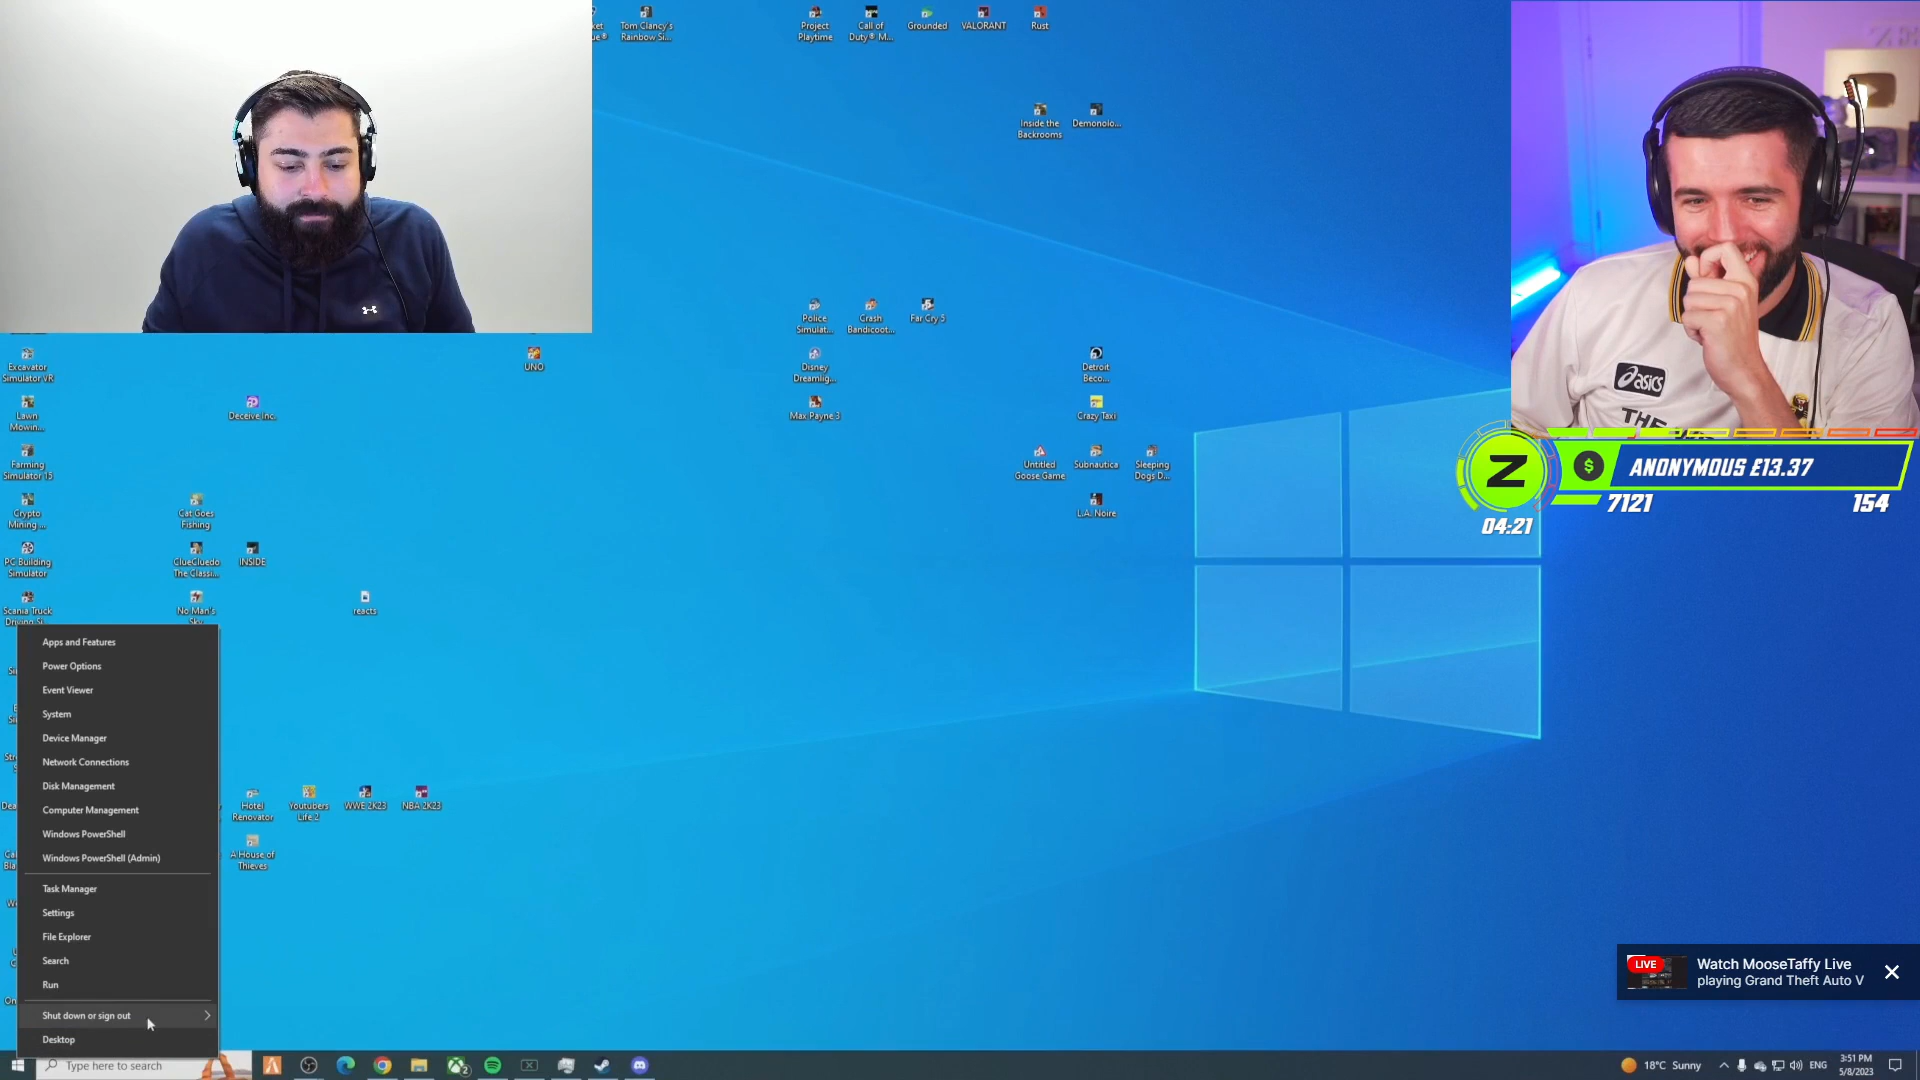 Tom Clancy's
Rainbow Si...
Project
Playtime
Call of
Duty® M...
Grounded
VALORANT
Rust
Inside the
Backrooms
Demonolo...
Police
Simulat...
Crash
Bandicoot...
Far Cry 5
Excavator
Simulator VR
UNO
Disney
Dreamlig...
Detroit
Beco...
Lawn
Mowin...
Deceive Inc.
Max Payne 3
Crazy Taxi
asics
THE
Farming
Simulator 15
Untitled
Goose Game
Subnautica
Sleeping
Dogs D...
Z
$
ANONYMOUS £13.37
7121
154
04:21
Crypto
Mining ...
Cat Goes
Fishing
L.A. Noire
PC Building
Simulator
ClueCluedo
The Classi...
INSIDE
Scania Truck
Driving Si...
No Man's
Sky
reacts
Apps and Features
Power Options
Event Viewer
System
Device Manager
Network Connections
Disk Management
Computer Management
Windows PowerShell
Windows PowerShell (Admin)
Task Manager
Settings
File Explorer
Search
Run
Shut down or sign out
Desktop
Hotel
Renovator
Youtubers
Life 2
WWE 2K23
NBA 2K23
A House of
Thieves
LIVE
Watch MooseTaffy Live
playing Grand Theft Auto V
Type here to search
2
18°C Sunny
ENG
3:51 PM
5/8/2023